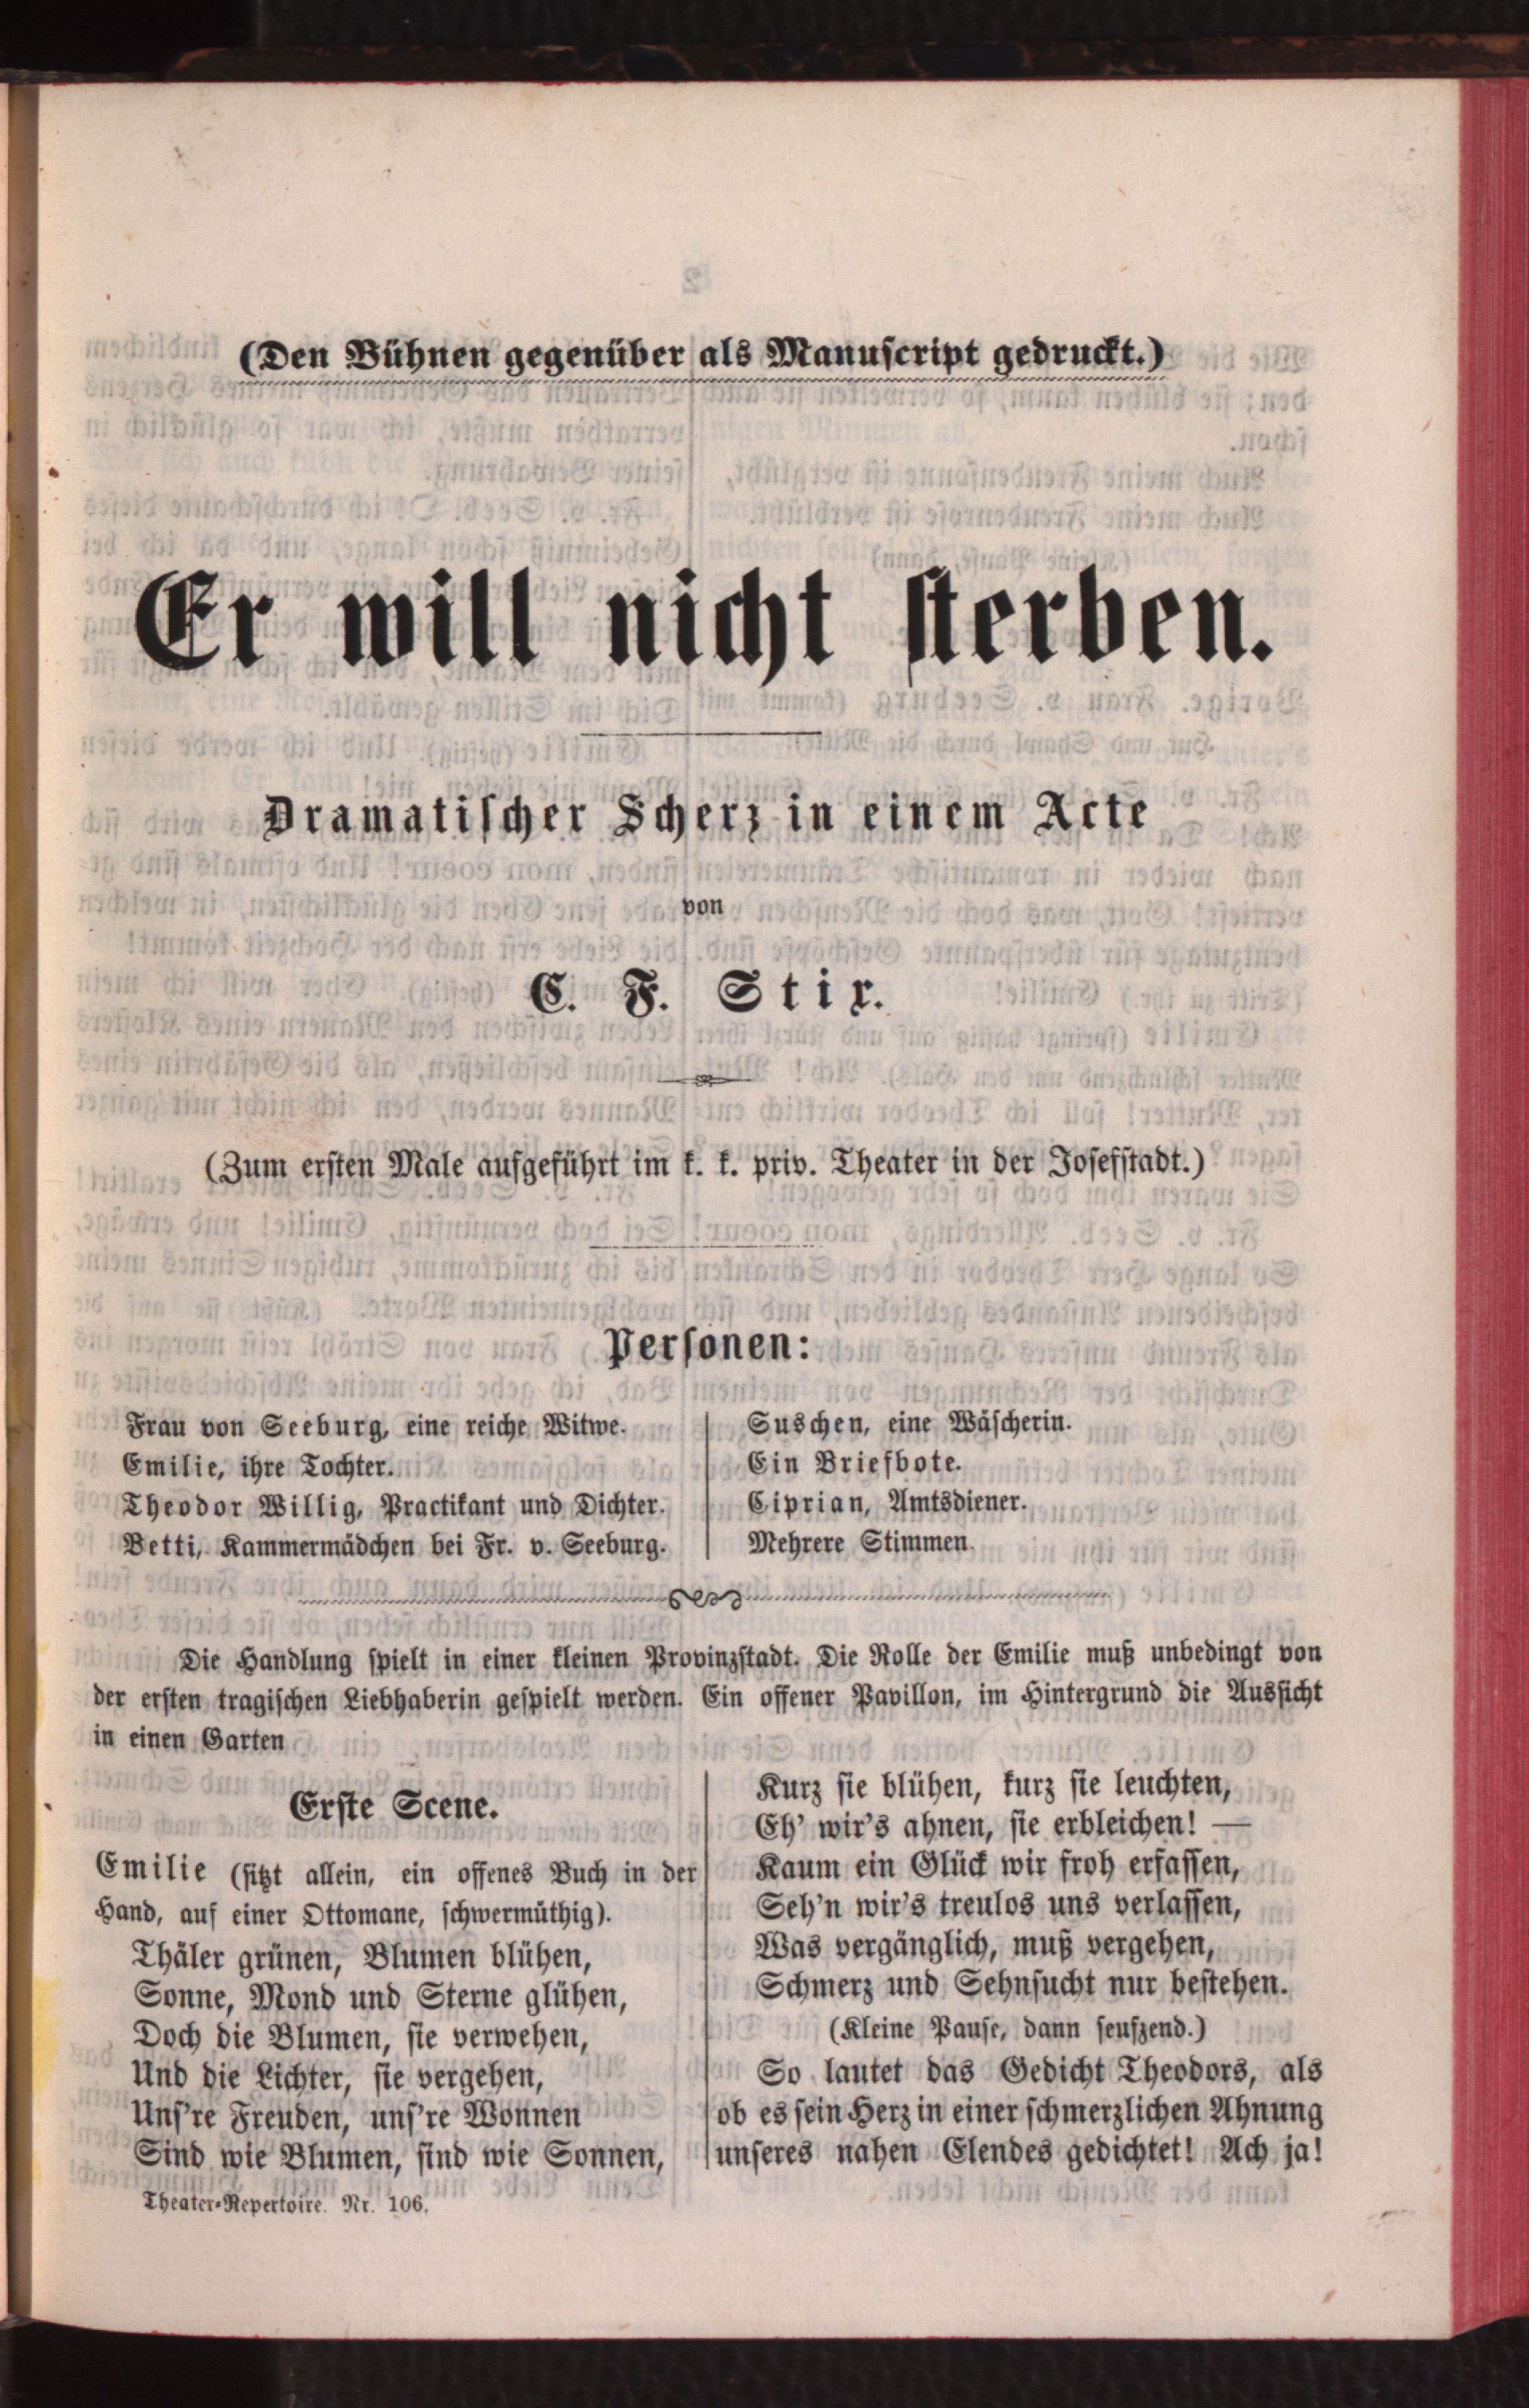 (Den Bühnen gegenüber als Manuscript gedruckt.)
Er will nicht sterben.
Dramatischer Scherz in einem Acte
von
C. F. Stix.
(Zum ersten Male aufgeführt im k. k. priv. Theater in der Josefstadt.)
Personen:
Frau von Seeburg, eine reiche Witwe.
Emilie, ihre Tochter.
Theodor Willig, Practikant und Dichter.
Betti, Kammermädchen bei Fr. v. Seeburg.
Suschen, eine Wäscherin.
Ein Briefbote.
Ciprian, Amtsdiener.
Mehrere Stimmen.
Die Handlung spielt in einer kleinen Provinzstadt. Die Rolle der Emilie muß unbedingt von
der ersten tragischen Liebhaberin gespielt werden. Ein offener Pavillon, im Hintergrund die Aussicht
in einen Garten
Erste Scene.
Emilie (sitzt allein, ein offenes Buch in der
Hand, auf einer Ottomane, schwermüthig).
Thäler grünen, Blumen blühen,
Sonne, Mond und Sterne glühen,
Doch die Blumen, sie verwehen,
Und die Lichter, sie vergehen,
Uns're Freuden, uns're Wonnen
Sind wie Blumen, sind wie Sonnen,
Theater-Repertoire. Nr. 106.
Kurz sie blühen, kurz sie leuchten,
Eh' wir's ahnen, sie erbleichen! —
Kaum ein Glück wir froh erfassen,
Seh'n wir's treulos uns verlassen,
Was vergänglich, muß vergehen,
Schmerz und Sehnsucht nur bestehen.
(Kleine Pause, dann seufzend.)
So lautet das Gedicht Theodors, als
ob es sein Herz in einer schmerzlichen Ahnung
unseres nahen Elendes gedichtet! Ach ja!